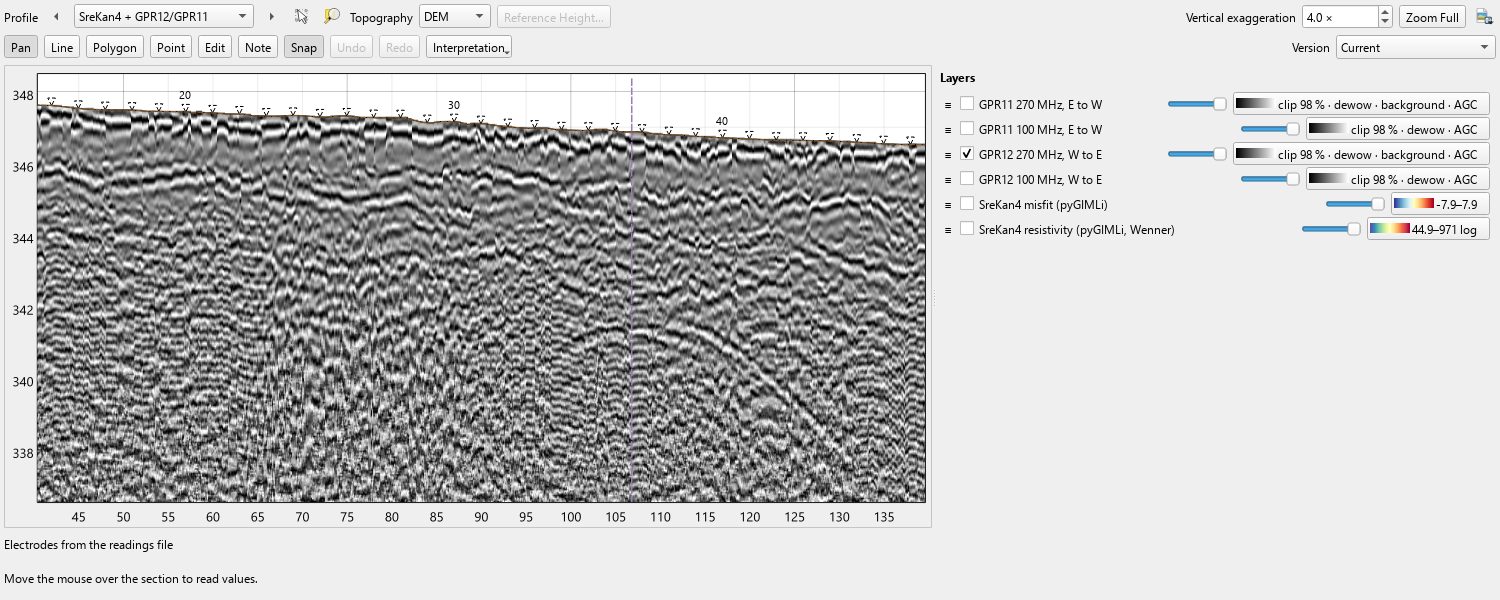 Profile SreKan4 + GPR12/GPR11 Topography DEM Reference Height... Vertical exaggeration 4.0 × Zoom Full
Pan Line Polygon Point Edit Note Snap Undo Redo Interpretation Version Current
Layers
GPR11 270 MHz, E to W clip 98 % · dewow · background · AGC
GPR11 100 MHz, E to W clip 98 % · dewow · AGC
GPR12 270 MHz, W to E clip 98 % · dewow · background · AGC
GPR12 100 MHz, W to E clip 98 % · dewow · AGC
SreKan4 misfit (pyGIMLi) -7.9–7.9
SreKan4 resistivity (pyGIMLi, Wenner) 44.9–971 log
20 30 40
348
346
344
342
340
338
45 50 55 60 65 70 75 80 85 90 95 100 105 110 115 120 125 130 135
Electrodes from the readings file
Move the mouse over the section to read values.